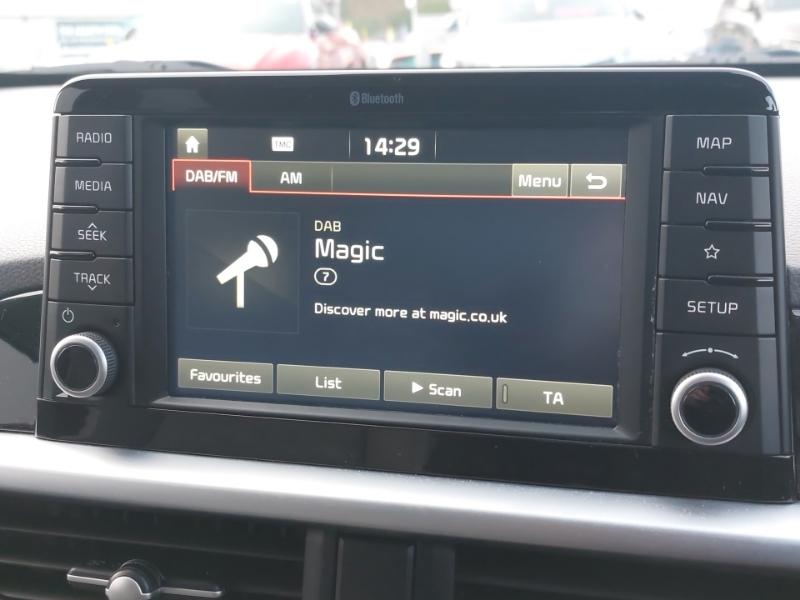 Bluetooth
RADIO
MEDIA
SEEK
TRACK
TMC
14:29
DAB/FM
AM
Menu
DAB
Magic
7
Discover more at magic.co.uk
Favourites
List
Scan
TA
MAP
NAV
SETUP